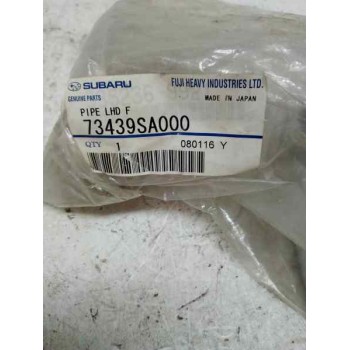 SUBARU
FUJI HEAVY INDUSTRIES LTD.
GENUINE PARTS
MADE IN JAPAN
PIPE LHD F
73439SA000
QTY 1 080116 Y